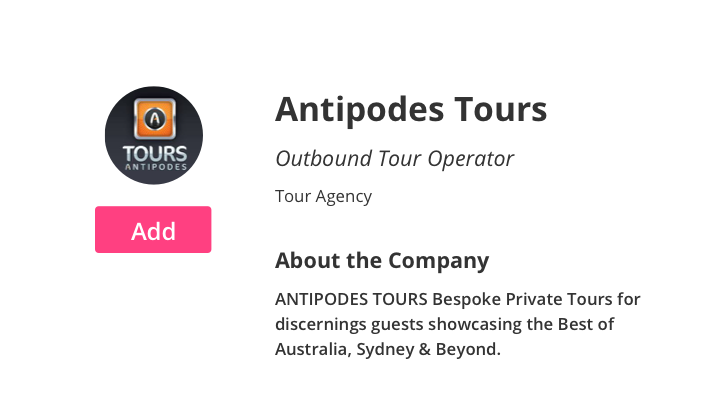 Antipodes Tours
Outbound Tour Operator
Tour Agency
A
TOURS
ANTIPODES
Add
About the Company
ANTIPODES TOURS Bespoke Private Tours for
discernings guests showcasing the Best of
Australia, Sydney & Beyond.